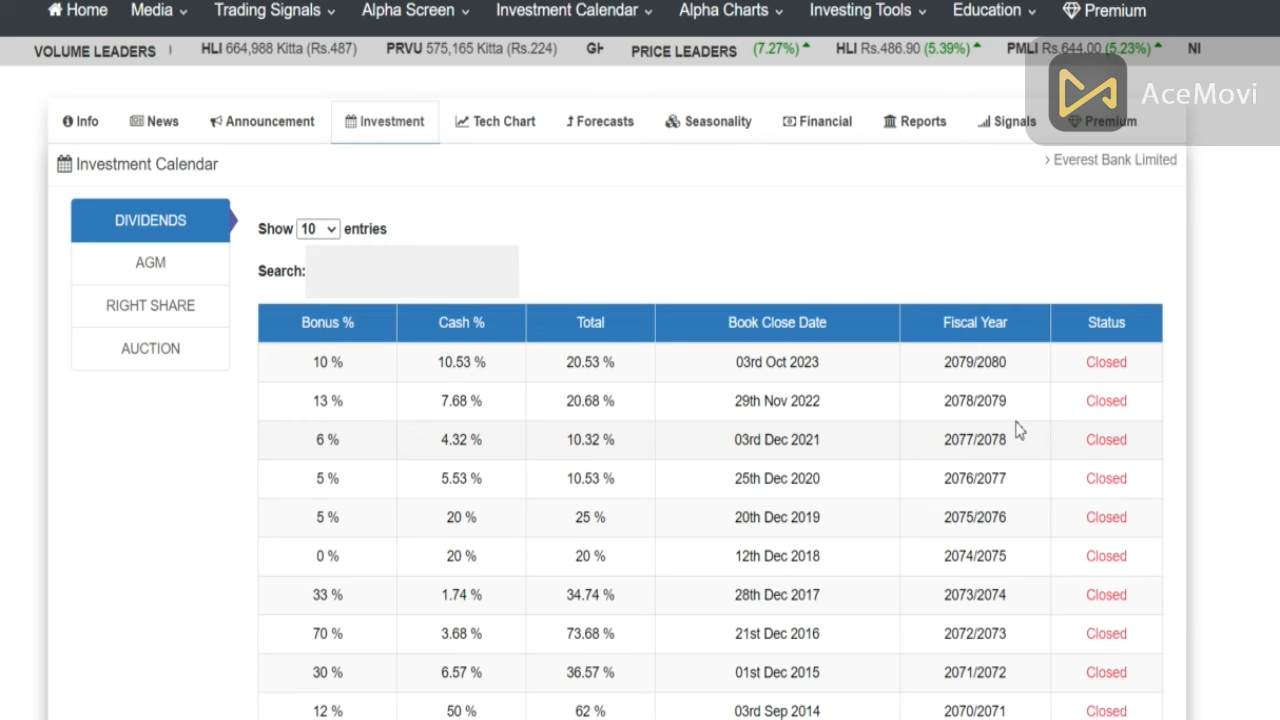 Home Media Trading Signals Alpha Screen Investment Calendar Alpha Charts Investing Tools Education Premium
VOLUME LEADERS HLI 664,988 Kitta (Rs.487) PRVU 575,165 Kitta (Rs.224) PRICE LEADERS (7.27%) HLI Rs.486.90 (5.39%) PMLI Rs.644.00 (5.23%) NI
AceMovi
Info News Announcement Investment Tech Chart Forecasts Seasonality Financial Reports Signals Premium
Investment Calendar > Everest Bank Limited
DIVIDENDS
AGM
RIGHT SHARE
AUCTION
Show 10 entries
Search:
Bonus % Cash % Total Book Close Date Fiscal Year Status
10 % 10.53 % 20.53 % 03rd Oct 2023 2079/2080 Closed
13 % 7.68 % 20.68 % 29th Nov 2022 2078/2079 Closed
6 % 4.32 % 10.32 % 03rd Dec 2021 2077/2078 Closed
5 % 5.53 % 10.53 % 25th Dec 2020 2076/2077 Closed
5 % 20 % 25 % 20th Dec 2019 2075/2076 Closed
0 % 20 % 20 % 12th Dec 2018 2074/2075 Closed
33 % 1.74 % 34.74 % 28th Dec 2017 2073/2074 Closed
70 % 3.68 % 73.68 % 21st Dec 2016 2072/2073 Closed
30 % 6.57 % 36.57 % 01st Dec 2015 2071/2072 Closed
12 % 50 % 62 % 03rd Sep 2014 2070/2071 Closed